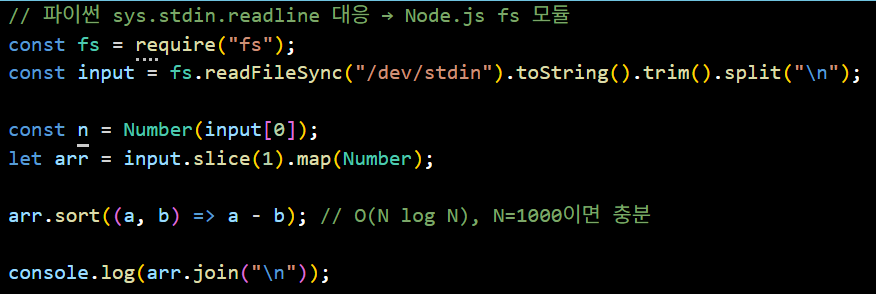 // 파이썬 sys.stdin.readline 대응 → Node.js fs 모듈
const fs = require("fs");
const input = fs.readFileSync("/dev/stdin").toString().trim().split("\n");
const n = Number(input[0]);
let arr = input.slice(1).map(Number);
arr.sort((a, b) => a - b); // O(N log N), N=1000이면 충분
console.log(arr.join("\n"));